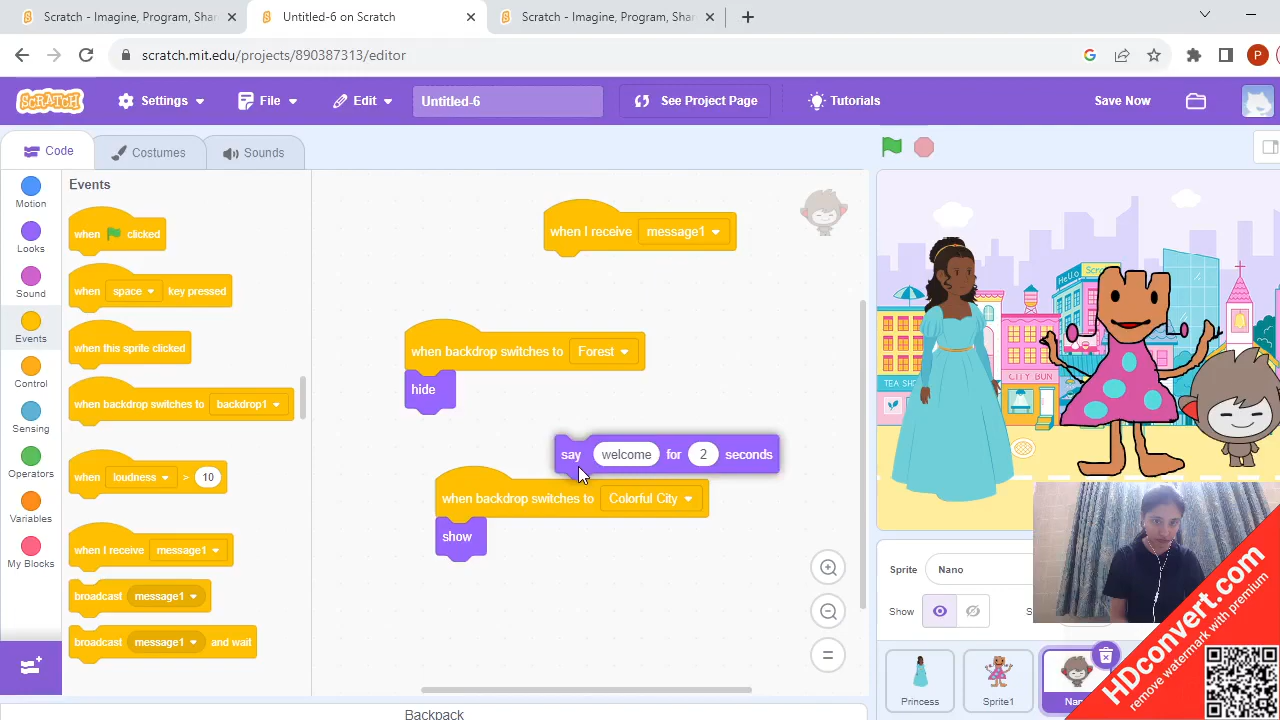 Scratch - Imagine, Program, Shar
Untitled-6 on Scratch
Scratch - Imagine, Program, Shar
scratch.mit.edu/projects/890387313/editor
P
SCRATCH
Settings
File
Edit
Untitled-6
See Project Page
Tutorials
Save Now
Code
Costumes
Sounds
Motion
Looks
Sound
Events
Control
Sensing
Operators
Variables
My Blocks
Events
when clicked
when space key pressed
when this sprite clicked
when backdrop switches to backdrop1
when loudness > 10
when I receive message1
broadcast message1
broadcast message1 and wait
when I receive message1
when backdrop switches to Forest
hide
say welcome for 2 seconds
when backdrop switches to Colorful City
show
Backpack
Hello
TEA
CITY BUN
Sprite
Nano
Show
Princess
Sprite1
HDconvert.com
remove watermark with premium